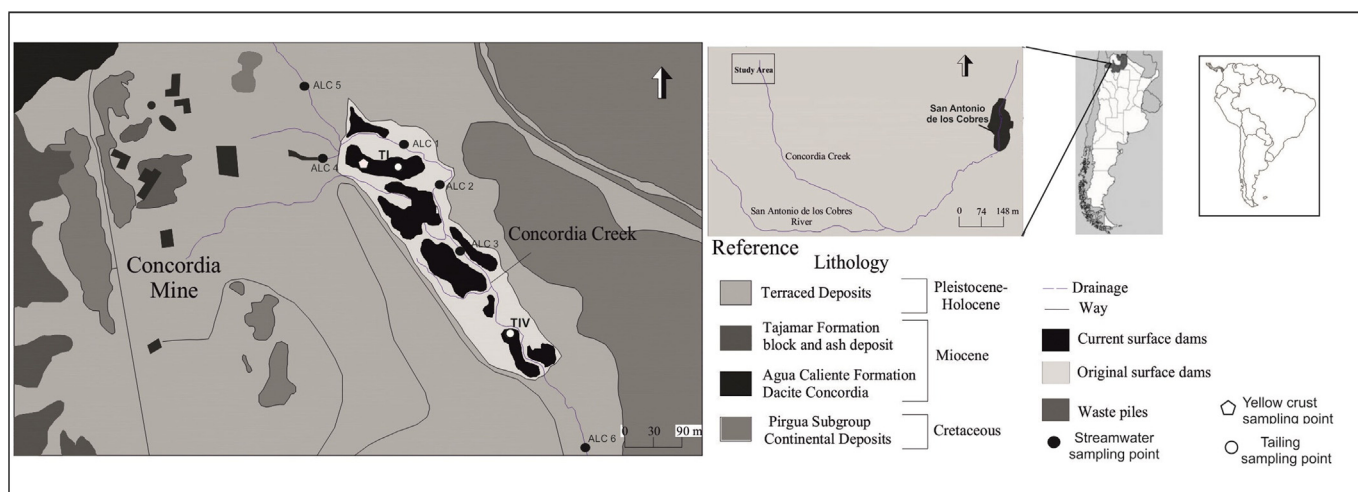 ALC 5
ALC 1
TI
ALC 4
ALC 2
Concordia Creek
ALC 3
Concordia
Mine
TIV
ALC 6
0 30 90 m
Study Area
San Antonio
de los Cobres
Concordia Creek
San Antonio de los Cobres
River
0 74 148 m
Reference
Lithology
Terraced Deposits
Pleistocene-
Holocene
Tajamar Formation
block and ash deposit
Miocene
Agua Caliente Formation
Dacite Concordia
Pirgua Subgroup
Continental Deposits
Cretaceous
Drainage
Way
Current surface dams
Original surface dams
Waste piles
Yellow crust
sampling point
Streamwater
sampling point
Tailing
sampling point